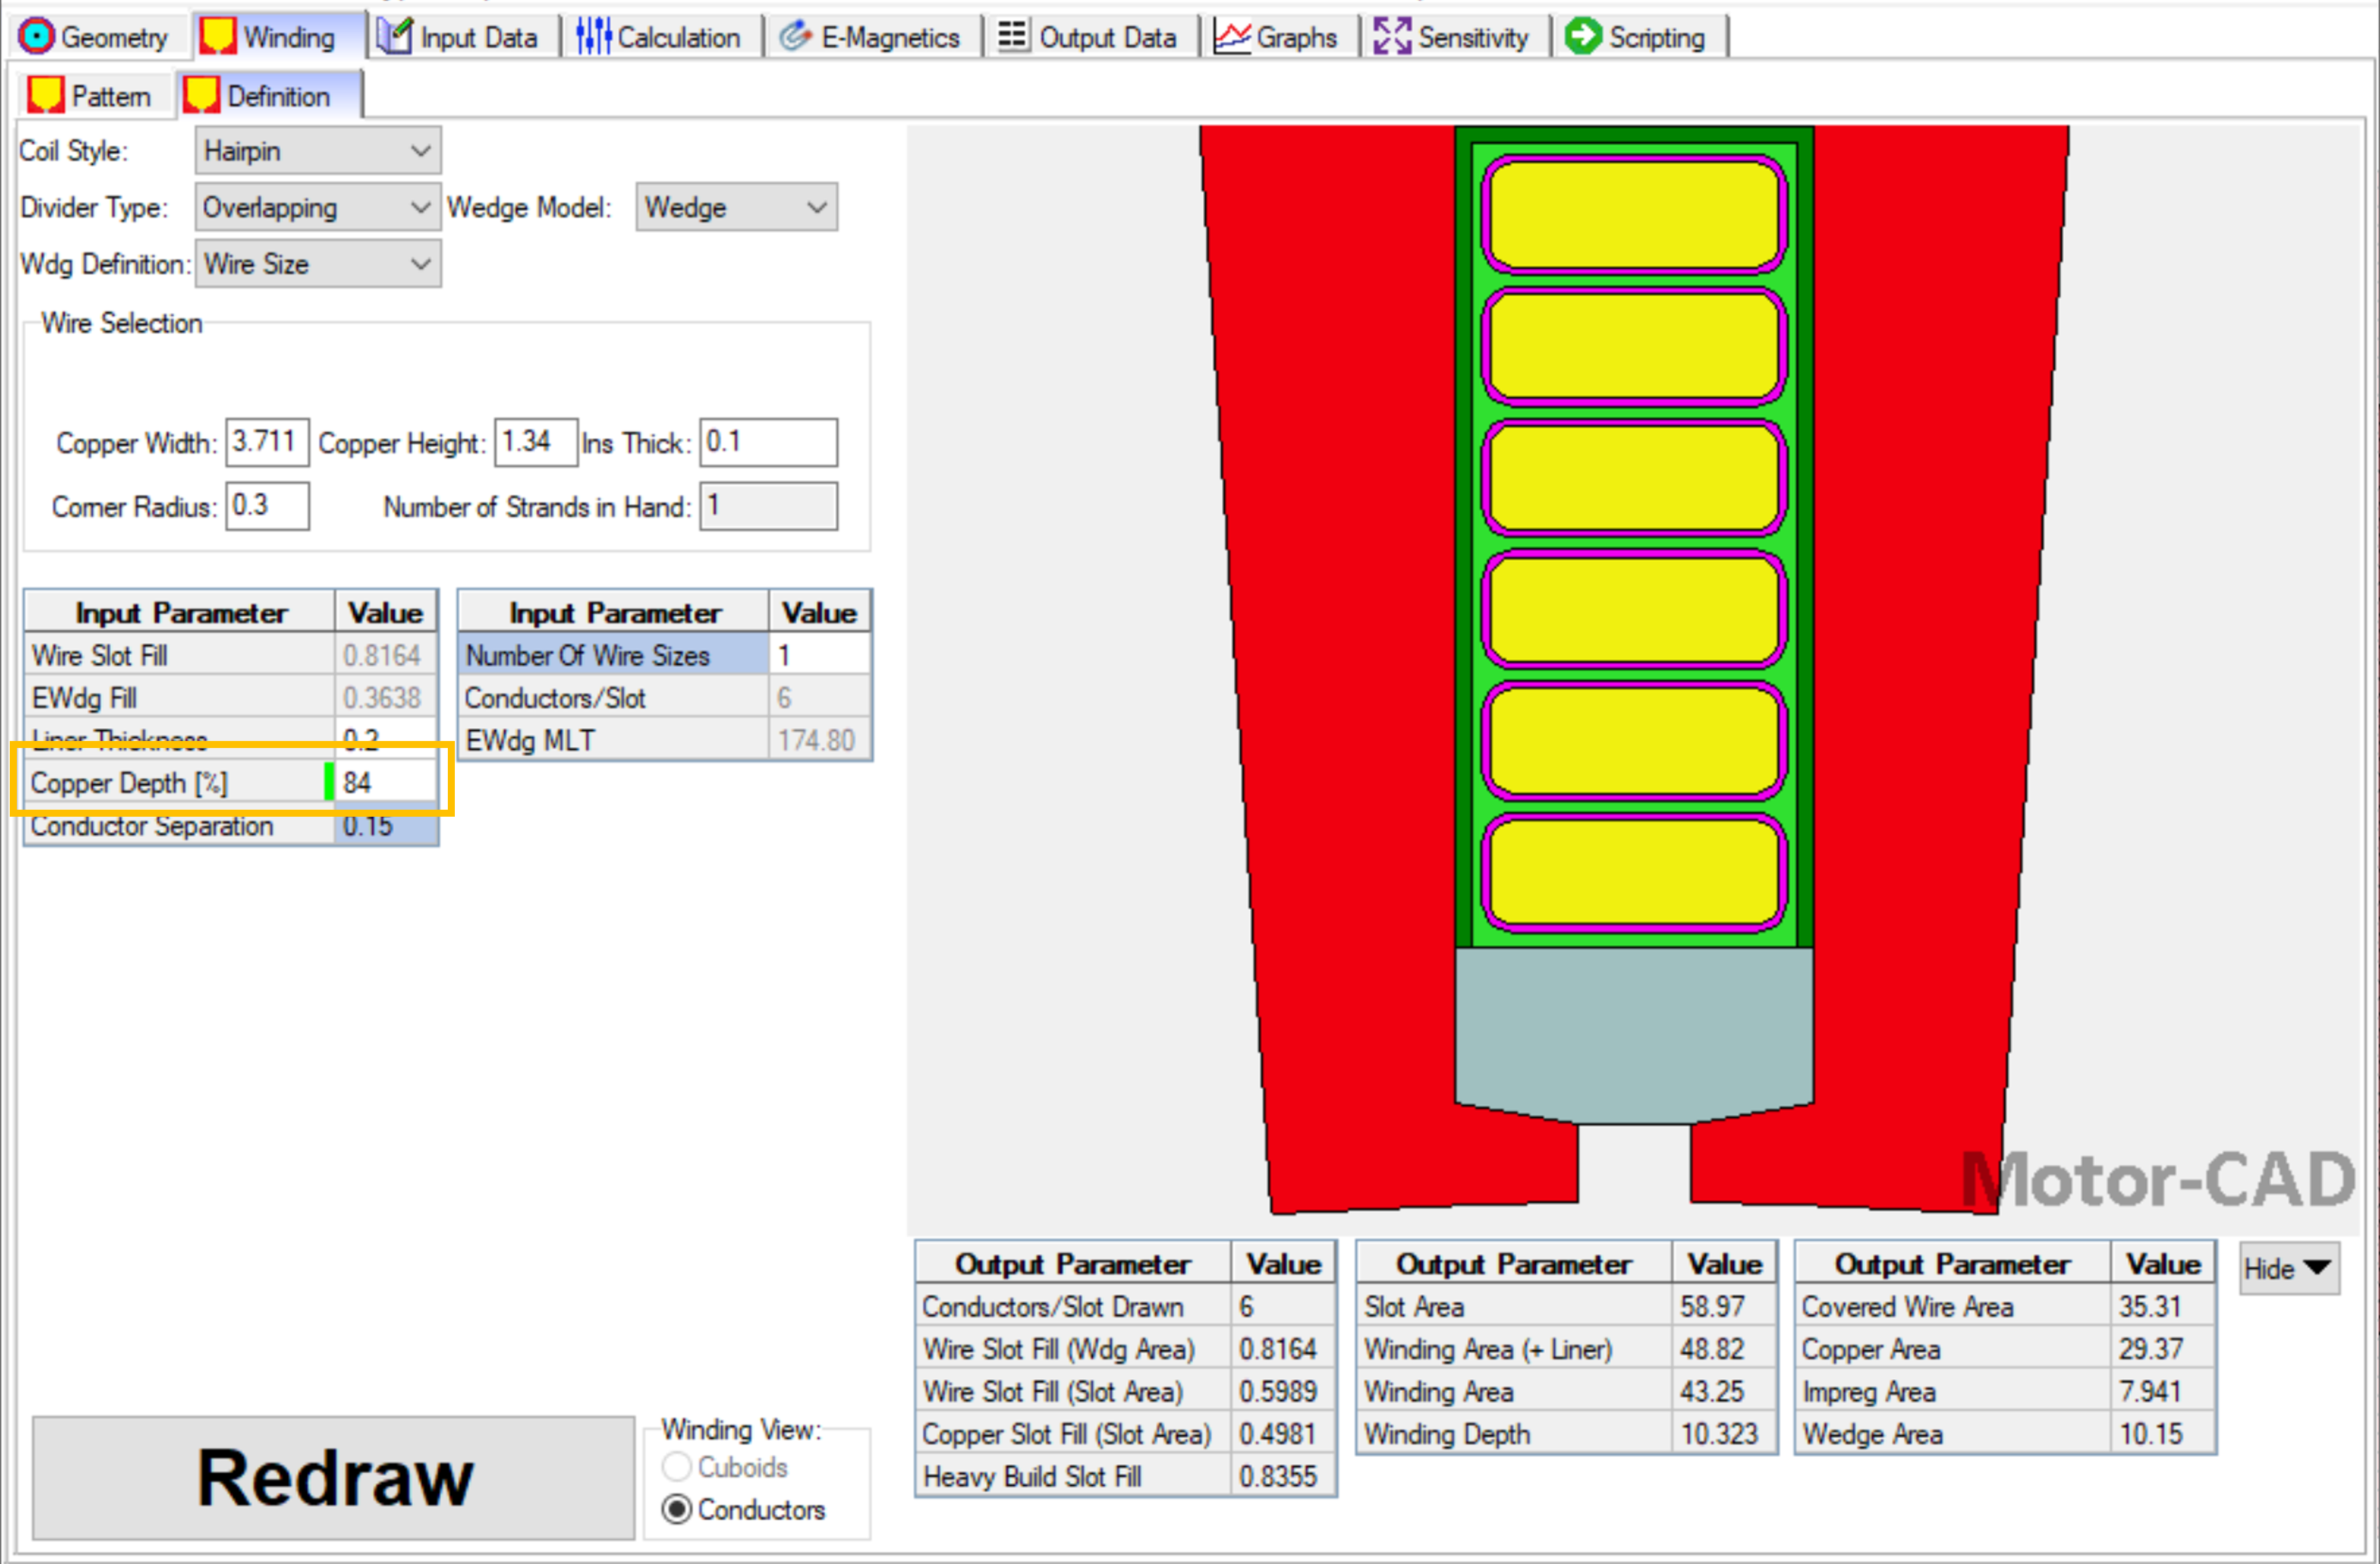 Geometry Winding Input Data Calculation E-Magnetics Output Data Graphs Sensitivity Scripting
Pattern Definition
Coil Style: Hairpin
Divider Type: Overlapping Wedge Model: Wedge
Wdg Definition: Wire Size
Wire Selection
Copper Width: 3.711 Copper Height: 1.34 Ins Thick: 0.1
Corner Radius: 0.3 Number of Strands in Hand: 1
Input Parameter Value
Wire Slot Fill 0.8164
EWdg Fill 0.3638
Liner Thickness 0.2
Copper Depth [%] 84
Conductor Separation 0.15
Input Parameter Value
Number Of Wire Sizes 1
Conductors/Slot 6
EWdg MLT 174.80
Motor-CAD
Output Parameter Value
Conductors/Slot Drawn 6
Wire Slot Fill (Wdg Area) 0.8164
Wire Slot Fill (Slot Area) 0.5989
Copper Slot Fill (Slot Area) 0.4981
Heavy Build Slot Fill 0.8355
Output Parameter Value
Slot Area 58.97
Winding Area (+ Liner) 48.82
Winding Area 43.25
Winding Depth 10.323
Output Parameter Value
Covered Wire Area 35.31
Copper Area 29.37
Impreg Area 7.941
Wedge Area 10.15
Hide
Redraw
Winding View:
Cuboids
Conductors